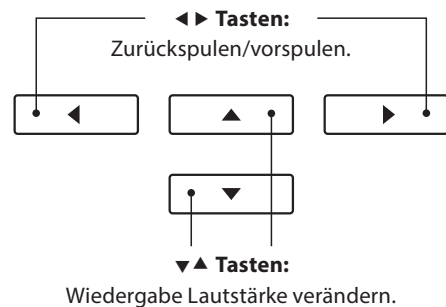 ◀ ▶ Tasten:
Zurückspulen/vorspulen.
▼▲ Tasten:
Wiedergabe Lautstärke verändern.